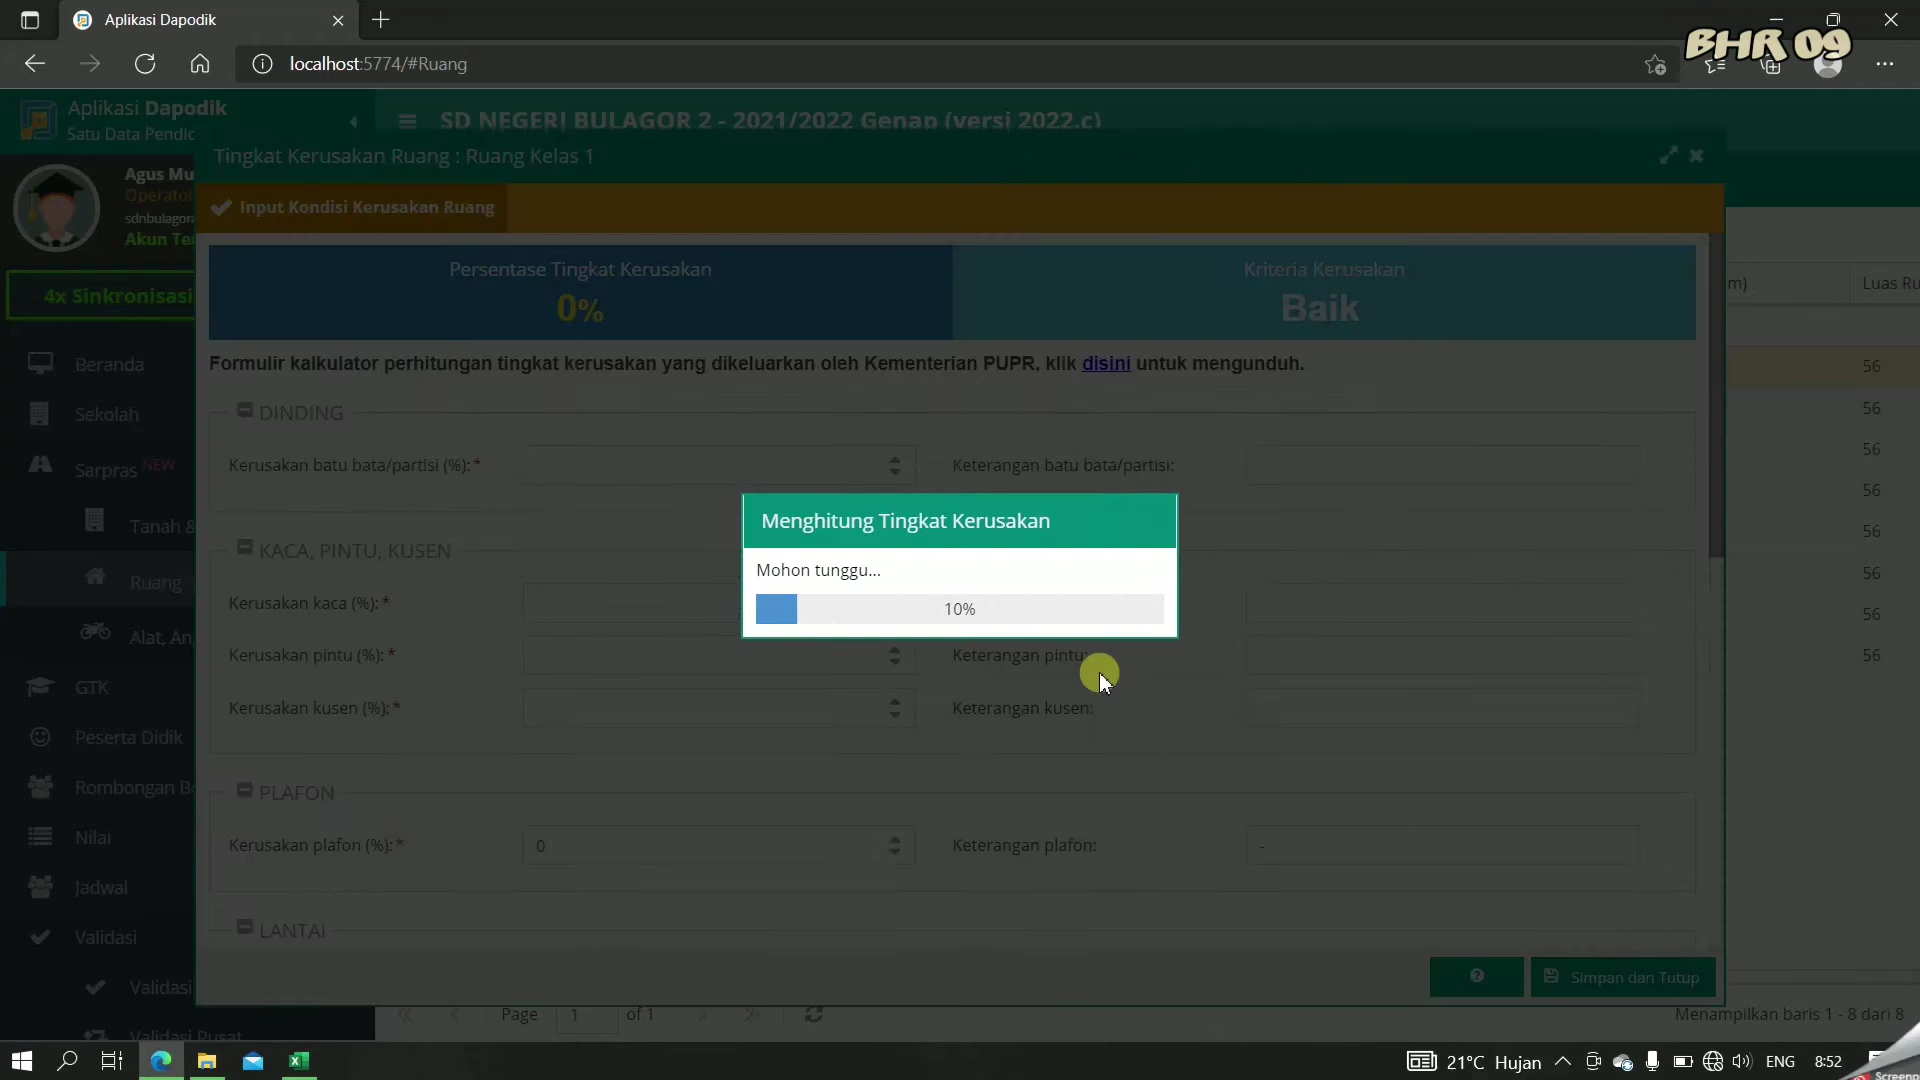 Aplikasi Dapodik
BHR 09
localhost:5774/#Ruang
Aplikasi Dapodik
Satu Data Pendic
SD NEGERI BULAGOR 2 - 2021/2022 Genap (versi 2022.c)
Tingkat Kerusakan Ruang : Ruang Kelas 1
Agus Mu
Operator
sdnbulagor
Akun Te
Input Kondisi Kerusakan Ruang
Persentase Tingkat Kerusakan
0%
Kriteria Kerusakan
Baik
m)
Luas Ru
4x Sinkronisasi
Formulir kalkulator perhitungan tingkat kerusakan yang dikeluarkan oleh Kementerian PUPR, klik disini untuk mengunduh.
Beranda
Sekolah
Sarpras NEW
Tanah &
Ruang
Alat, An
GTK
Peserta Didik
Rombongan Be
Nilai
Jadwal
Validasi
Validasi
Validasi Pusat
DINDING
Kerusakan batu bata/partisi (%):*
Keterangan batu bata/partisi:
KACA, PINTU, KUSEN
Kerusakan kaca (%):*
Kerusakan pintu (%):*
Keterangan pintu:
Kerusakan kusen (%):*
Keterangan kusen:
PLAFON
Kerusakan plafon (%):*
0
Keterangan plafon:
-
LANTAI
Menghitung Tingkat Kerusakan
Mohon tunggu...
10%
56
56
56
56
56
56
56
56
Simpan dan Tutup
Page 1 of 1
Menampilkan baris 1 - 8 dari 8
21°C Hujan
ENG
8:52